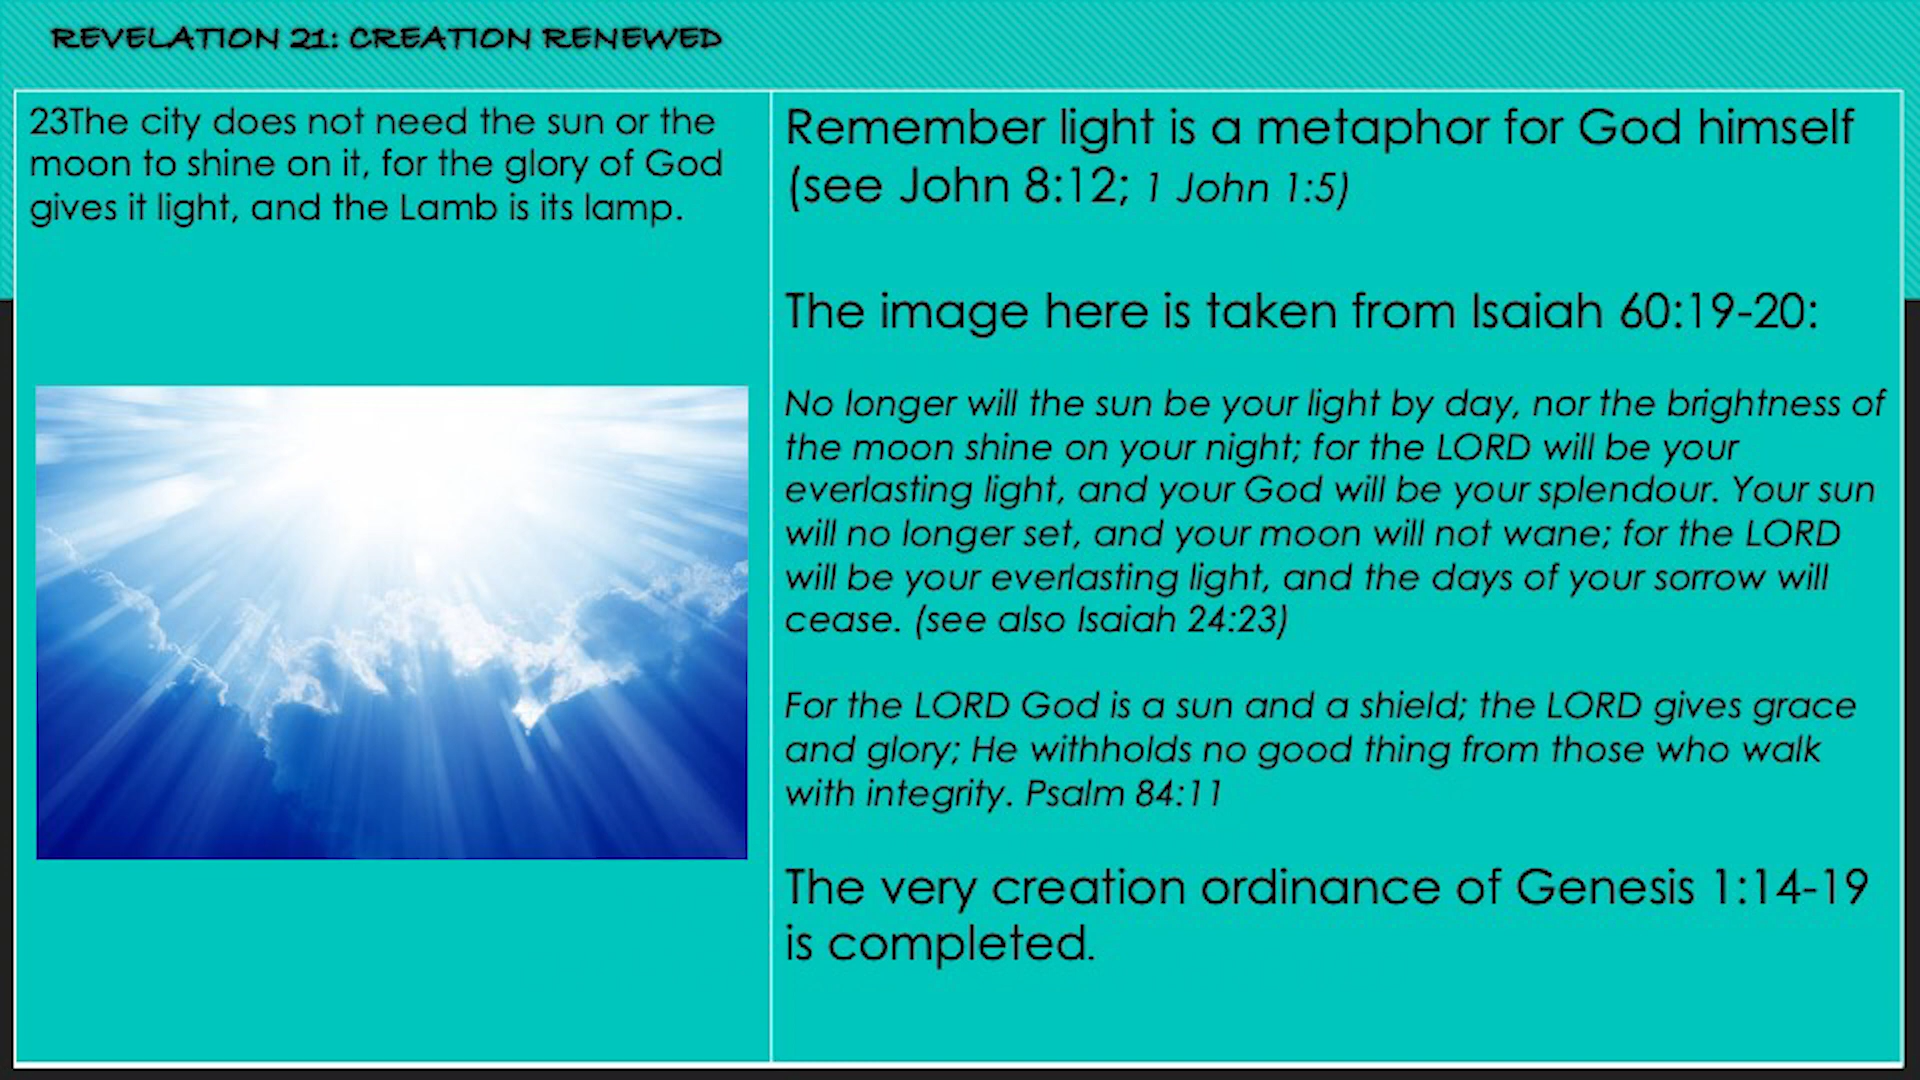 REVELATION 21: CREATION RENEWED
23The city does not need the sun or the
moon to shine on it, for the glory of God
gives it light, and the Lamb is its lamp.
Remember light is a metaphor for God himself
(see John 8:12; 1 John 1:5)
The image here is taken from Isaiah 60:19-20:
No longer will the sun be your light by day, nor the brightness of
the moon shine on your night; for the LORD will be your
everlasting light, and your God will be your splendour. Your sun
will no longer set, and your moon will not wane; for the LORD
will be your everlasting light, and the days of your sorrow will
cease. (see also Isaiah 24:23)
For the LORD God is a sun and a shield; the LORD gives grace
and glory; He withholds no good thing from those who walk
with integrity. Psalm 84:11
The very creation ordinance of Genesis 1:14-19
is completed.